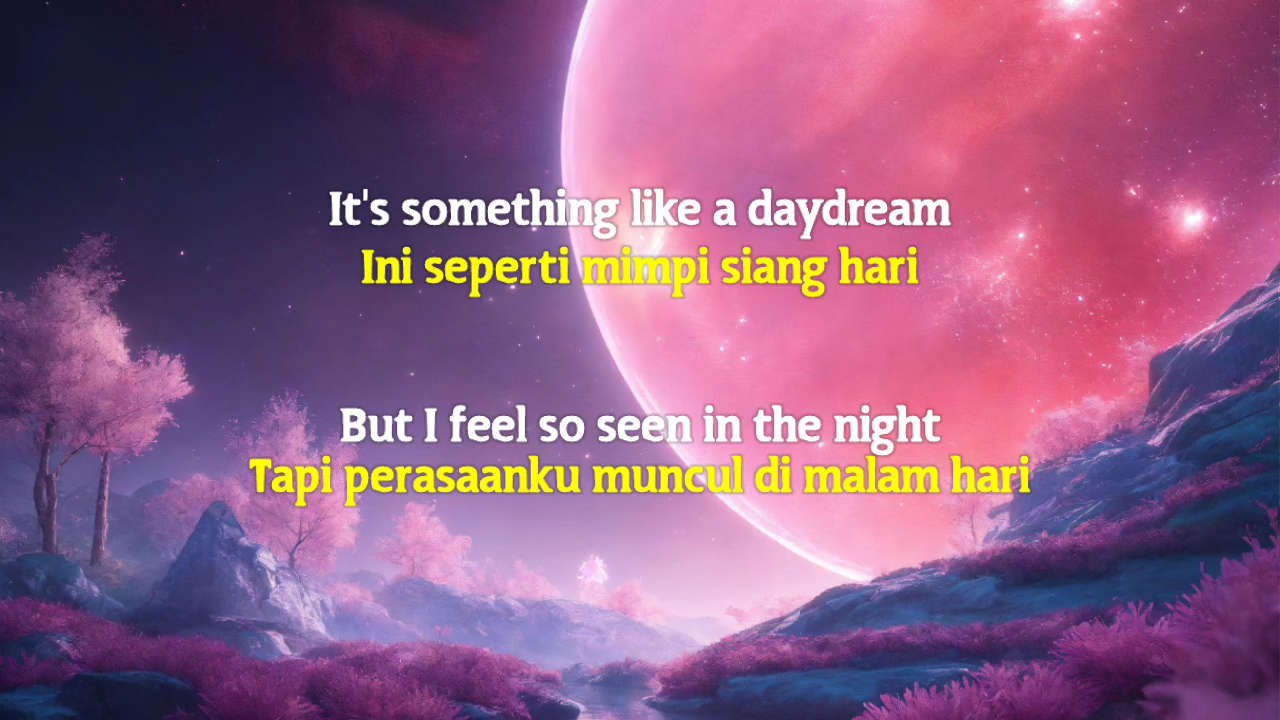 It's something like a daydream
Ini seperti mimpi siang hari
But I feel so seen in the night
Tapi perasaanku muncul di malam hari